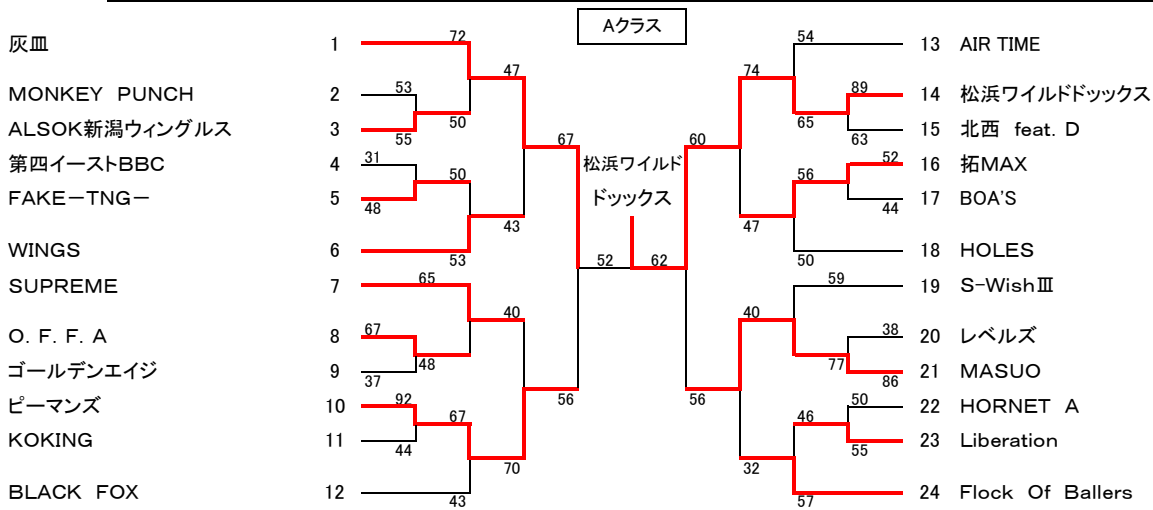 Aクラス
灰皿 1 72
54 13 AIR TIME
47
74
MONKEY PUNCH 2 53
89 14 松浜ワイルドドックス
ALSOK新潟ウィングルス 3 55 50
65 63 15 北西 feat. D
67
60
第四イーストBBC 4 31
52 16 拓MAX
松浜ワイルド
ドックス
FAKE－TNG－ 5 48 50
56 44 17 BOA'S
43
47
WINGS 6 53
50 18 HOLES
52 62
SUPREME 7 65
59 19 S-WishⅢ
40
40
O. F. F. A 8 67
38 20 レベルズ
ゴールデンエイジ 9 37 48
77 86 21 MASUO
56
56
ピーマンズ 10 92
50 22 HORNET A
KOKING 11 44 67
46 55 23 Liberation
70
32
BLACK FOX 12 43
57 24 Flock Of Ballers